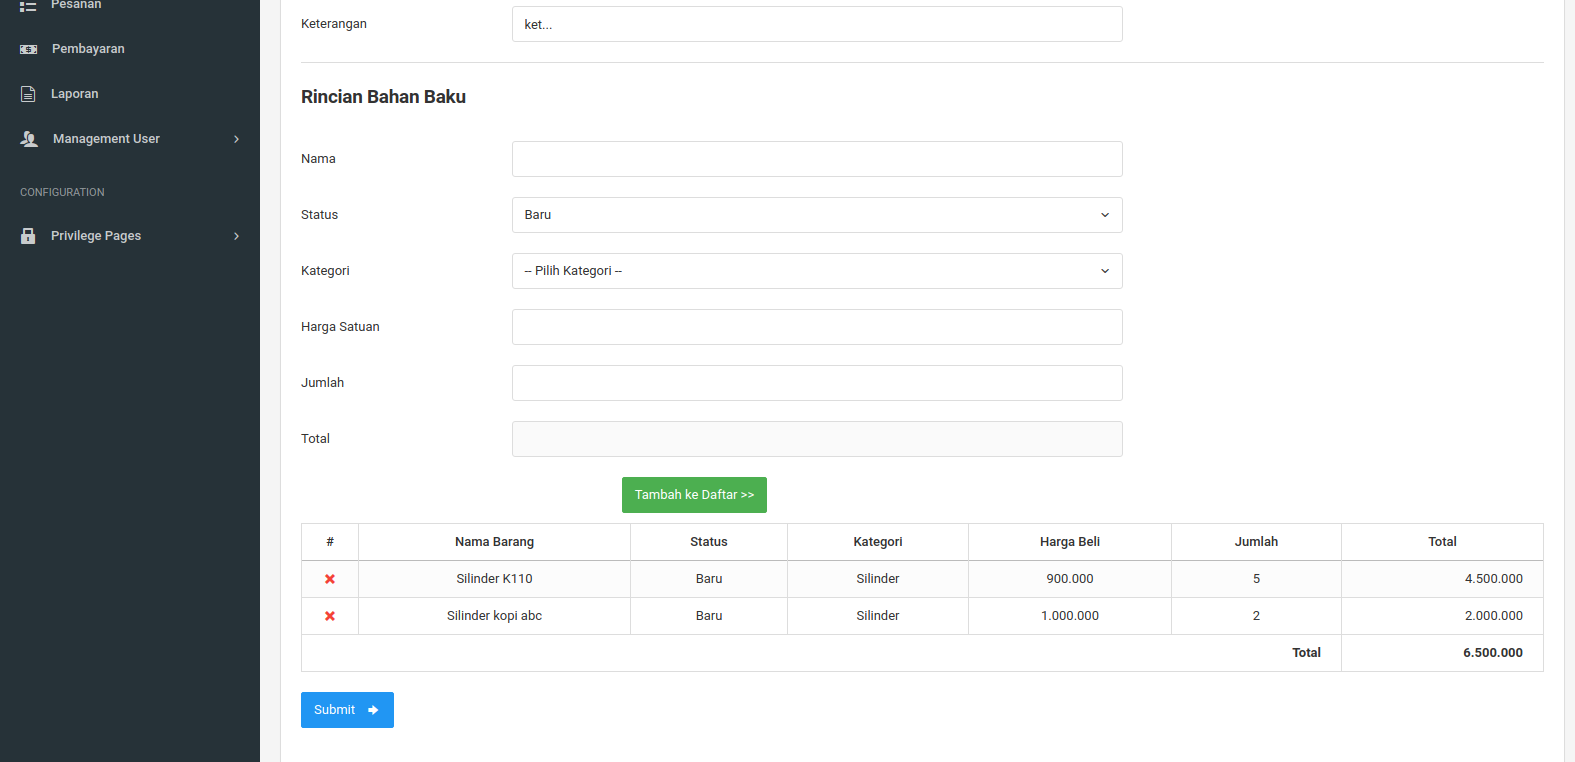 Pesanan
Pembayaran
Laporan
Management User
CONFIGURATION
Privilege Pages
Keterangan
ket...
Rincian Bahan Baku
Nama
Status
Baru
Kategori
-- Pilih Kategori --
Harga Satuan
Jumlah
Total
Tambah ke Daftar >>
# Nama Barang Status Kategori Harga Beli Jumlah Total
Silinder K110 Baru Silinder 900.000 5 4.500.000
Silinder kopi abc Baru Silinder 1.000.000 2 2.000.000
Total 6.500.000
Submit